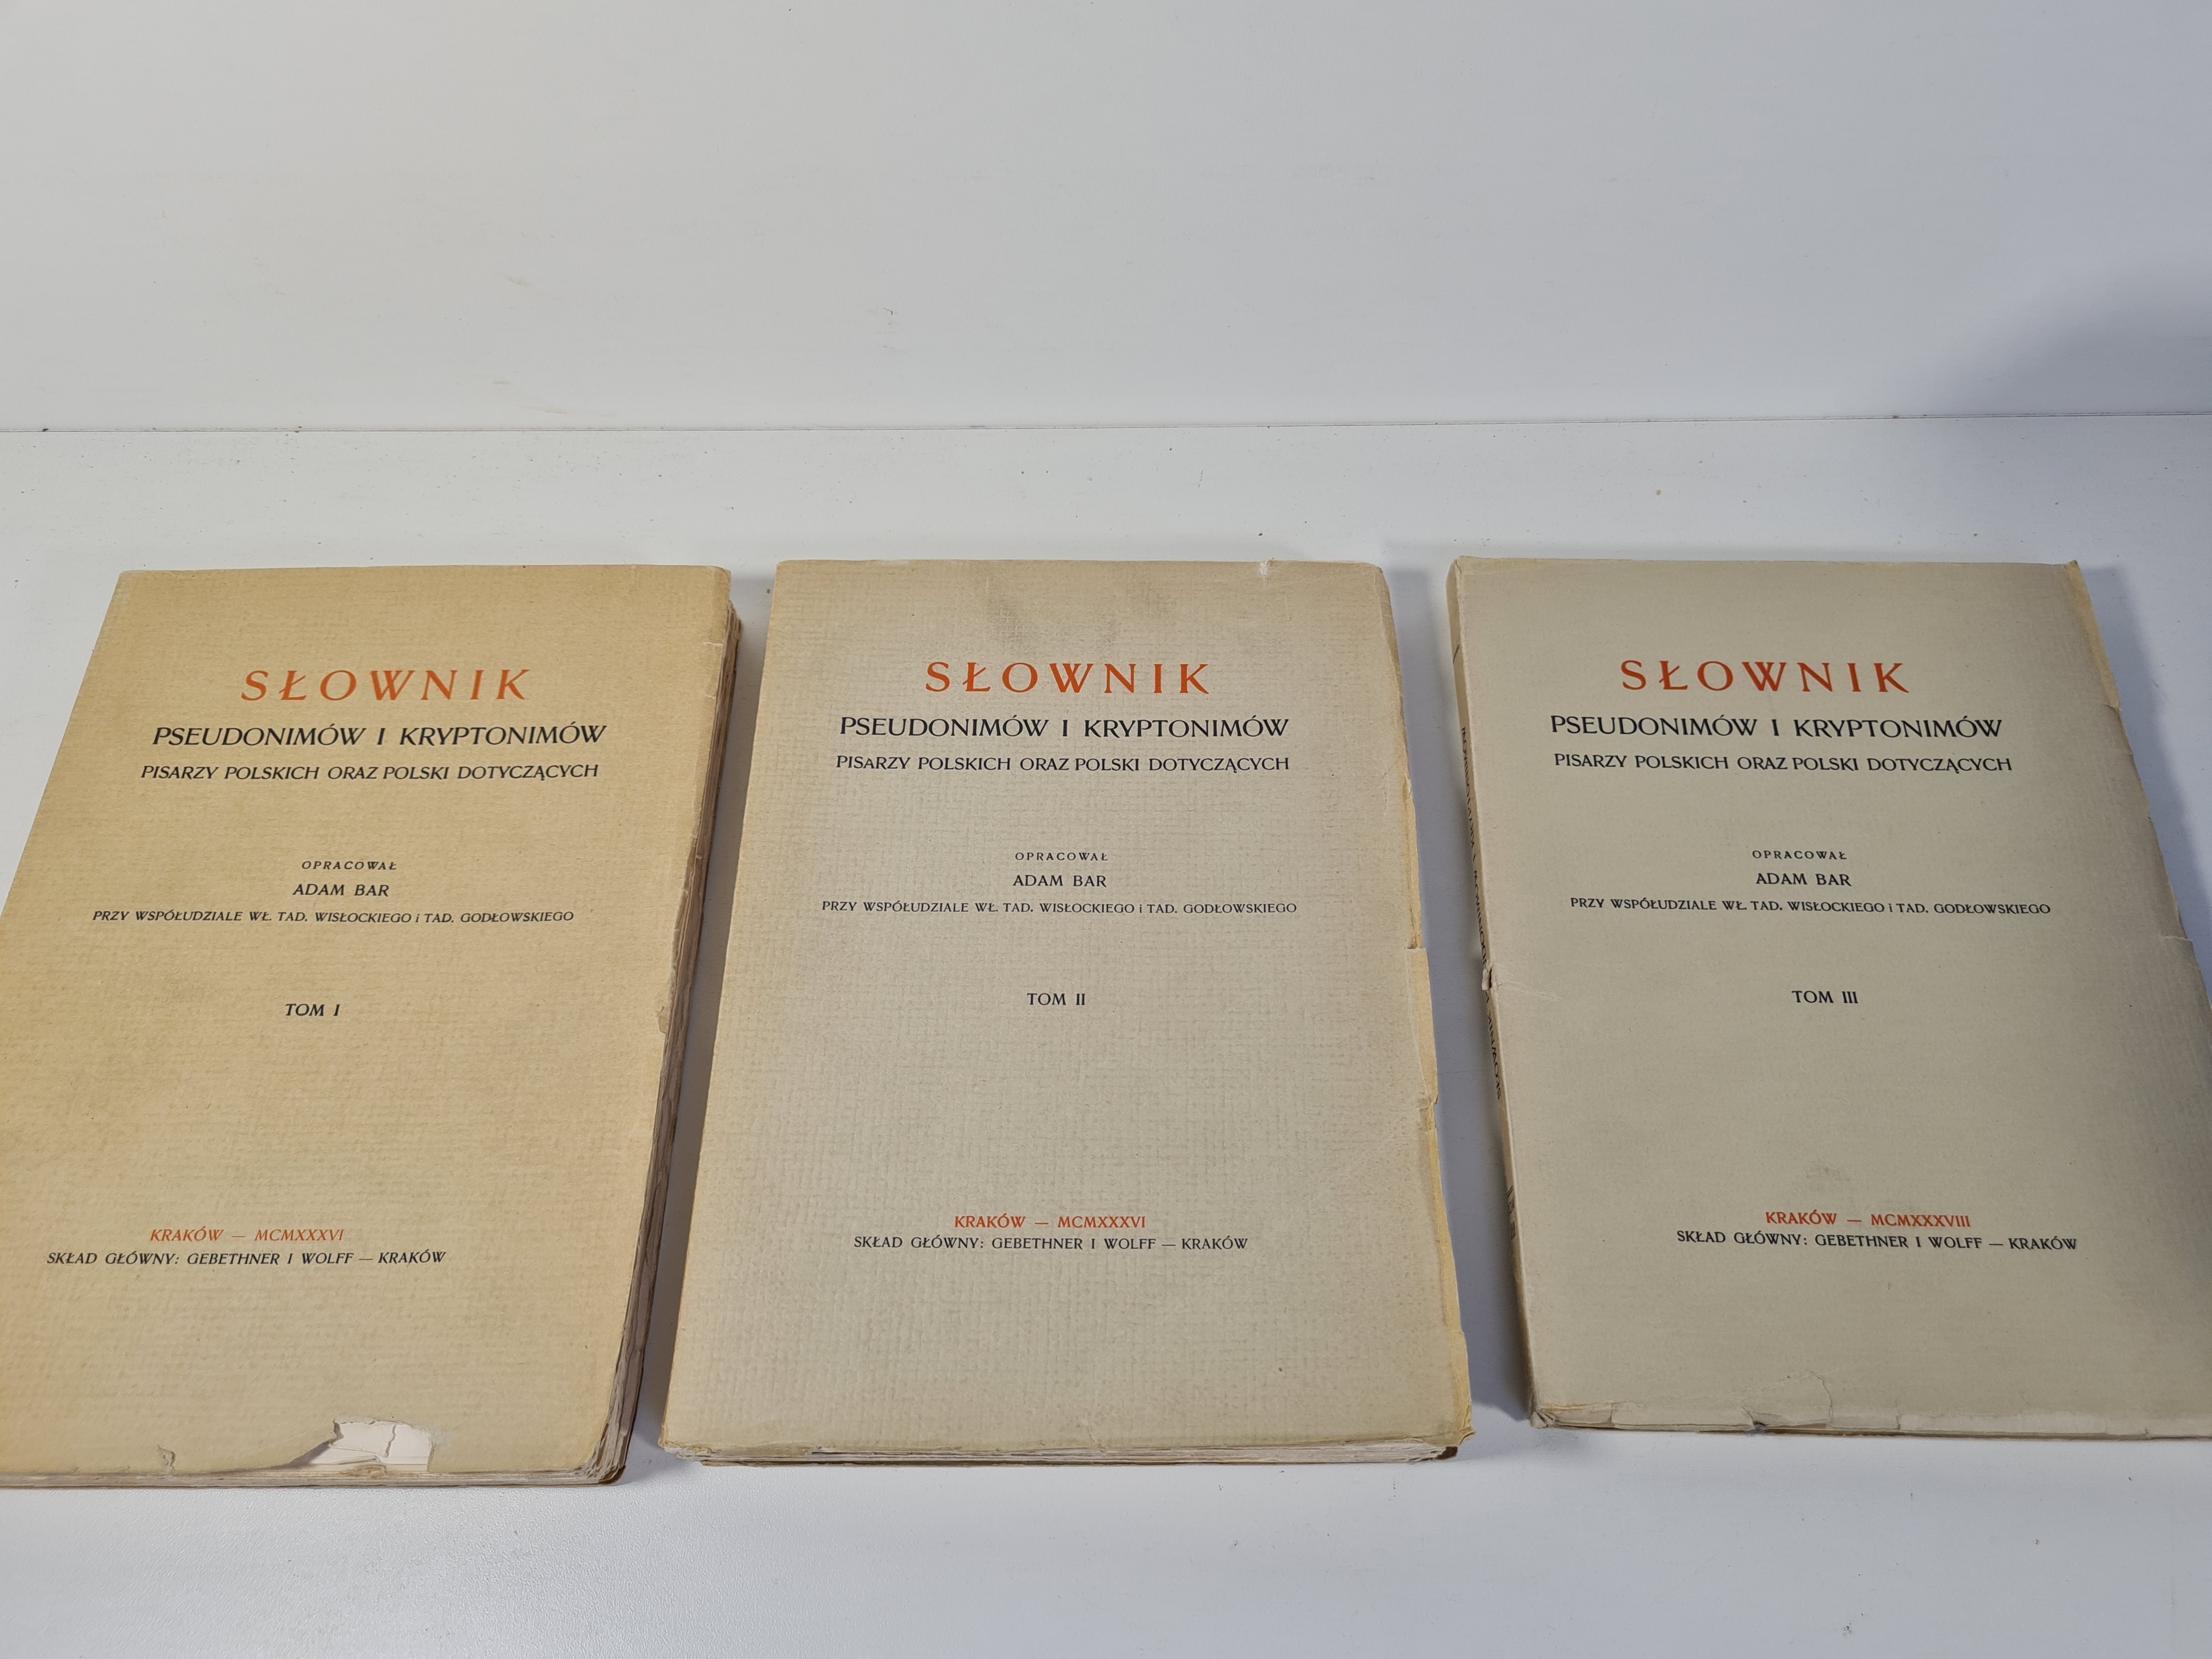 SŁOWNIK
PSEUDONIMÓW I KRYPTONIMÓW
PISARZY POLSKICH ORAZ POLSKI DOTYCZĄCYCH
OPRACOWAŁ
ADAM BAR
PRZY WSPÓŁUDZIALE WŁ. TAD. WISŁOCKIEGO i TAD. GODŁOWSKIEGO
TOM I
KRAKÓW — MCMXXXVI
SKŁAD GŁÓWNY: GEBETHNER I WOLFF — KRAKÓW
SŁOWNIK
PSEUDONIMÓW I KRYPTONIMÓW
PISARZY POLSKICH ORAZ POLSKI DOTYCZĄCYCH
OPRACOWAŁ
ADAM BAR
PRZY WSPÓŁUDZIALE WŁ. TAD. WISŁOCKIEGO i TAD. GODŁOWSKIEGO
TOM II
KRAKÓW — MCMXXXVI
SKŁAD GŁÓWNY: GEBETHNER I WOLFF — KRAKÓW
SŁOWNIK
PSEUDONIMÓW I KRYPTONIMÓW
PISARZY POLSKICH ORAZ POLSKI DOTYCZĄCYCH
OPRACOWAŁ
ADAM BAR
PRZY WSPÓŁUDZIALE WŁ. TAD. WISŁOCKIEGO i TAD. GODŁOWSKIEGO
TOM III
KRAKÓW — MCMXXXVIII
SKŁAD GŁÓWNY: GEBETHNER I WOLFF — KRAKÓW